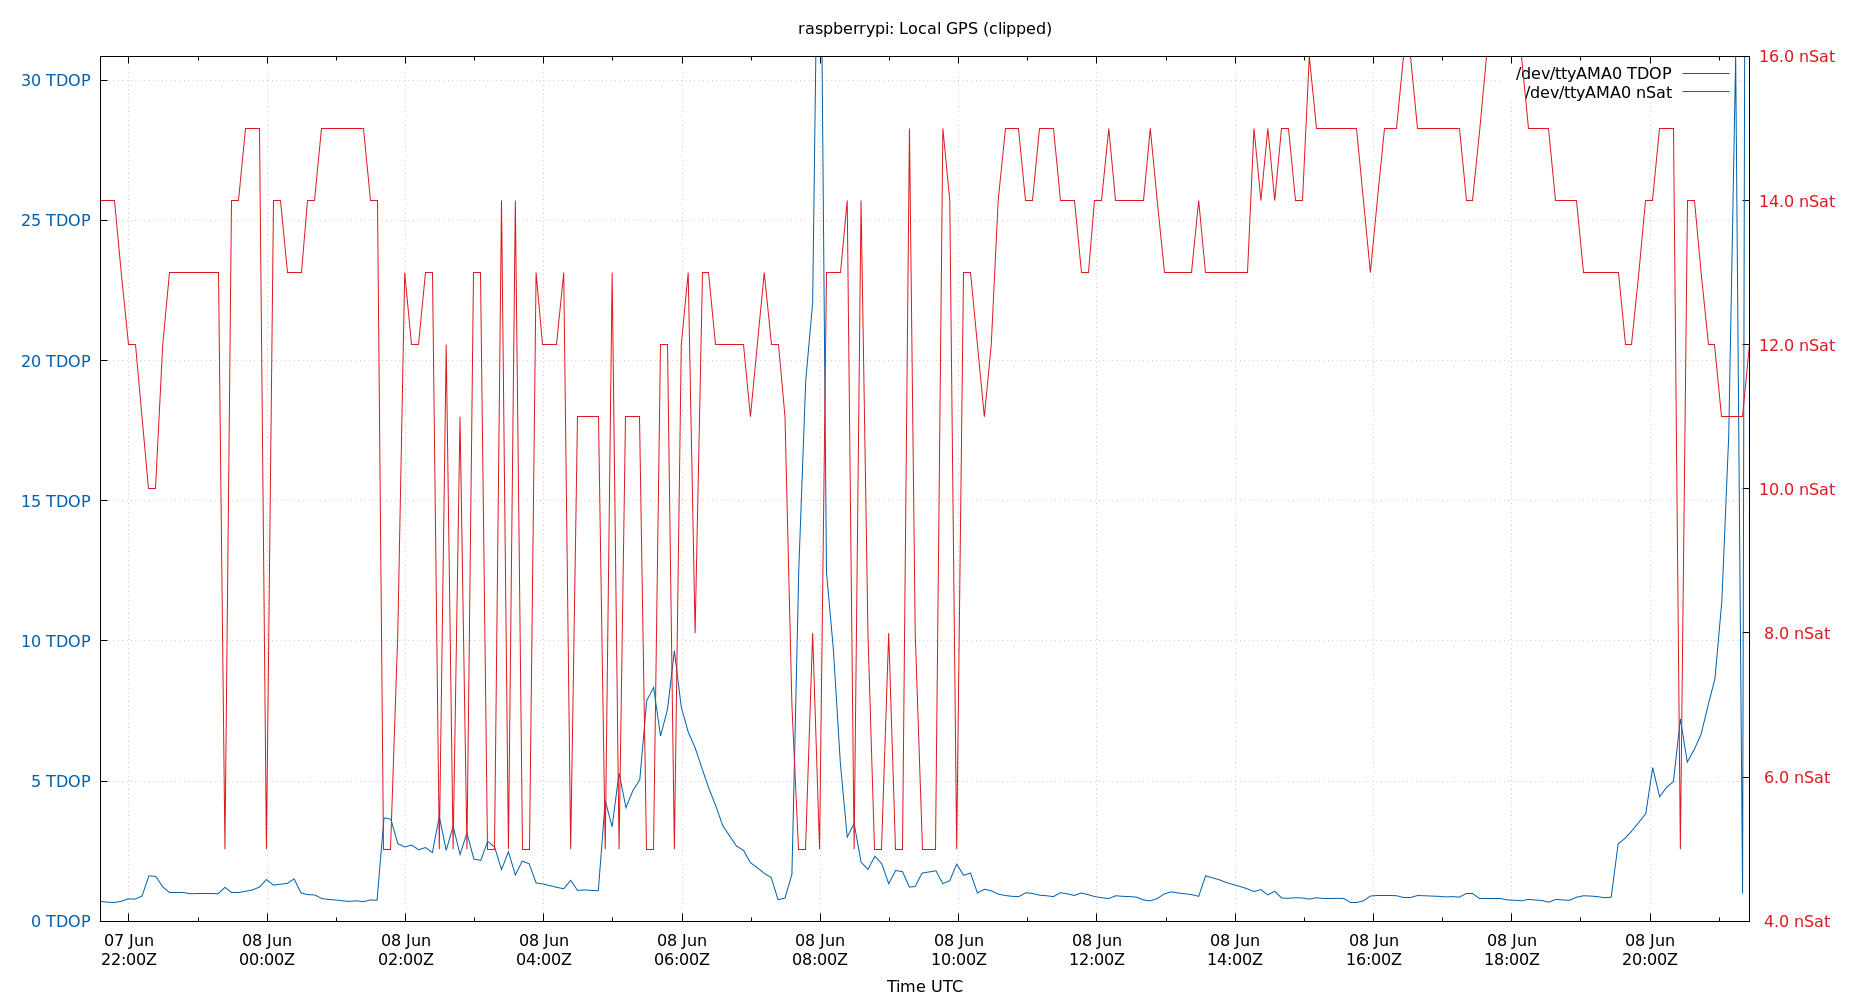 raspberrypi: Local GPS (clipped)
30 TDOP
25 TDOP
20 TDOP
15 TDOP
10 TDOP
5 TDOP
0 TDOP
16.0 nSat
14.0 nSat
12.0 nSat
10.0 nSat
8.0 nSat
6.0 nSat
4.0 nSat
/dev/ttyAMA0 TDOP
/dev/ttyAMA0 nSat
07 Jun 08 Jun 08 Jun 08 Jun 08 Jun 08 Jun 08 Jun 08 Jun 08 Jun 08 Jun 08 Jun 08 Jun
22:00Z 00:00Z 02:00Z 04:00Z 06:00Z 08:00Z 10:00Z 12:00Z 14:00Z 16:00Z 18:00Z 20:00Z
Time UTC